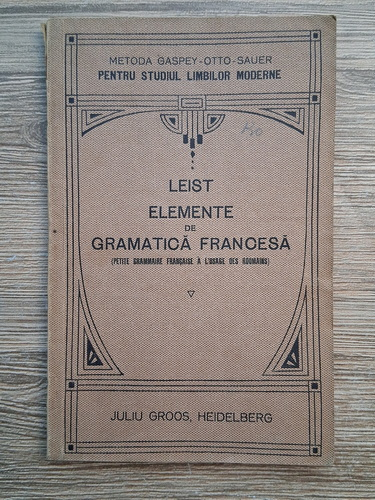 METODA GASPEY-OTTO-SAUER
PENTRU STUDIUL LIMBILOR MODERNE
LEIST
ELEMENTE
DE
GRAMATICĂ FRANCESĂ
(PETITE GRAMMAIRE FRANÇAISE À L'USAGE DES ROUMAINS)
JULIU GROOS, HEIDELBERG